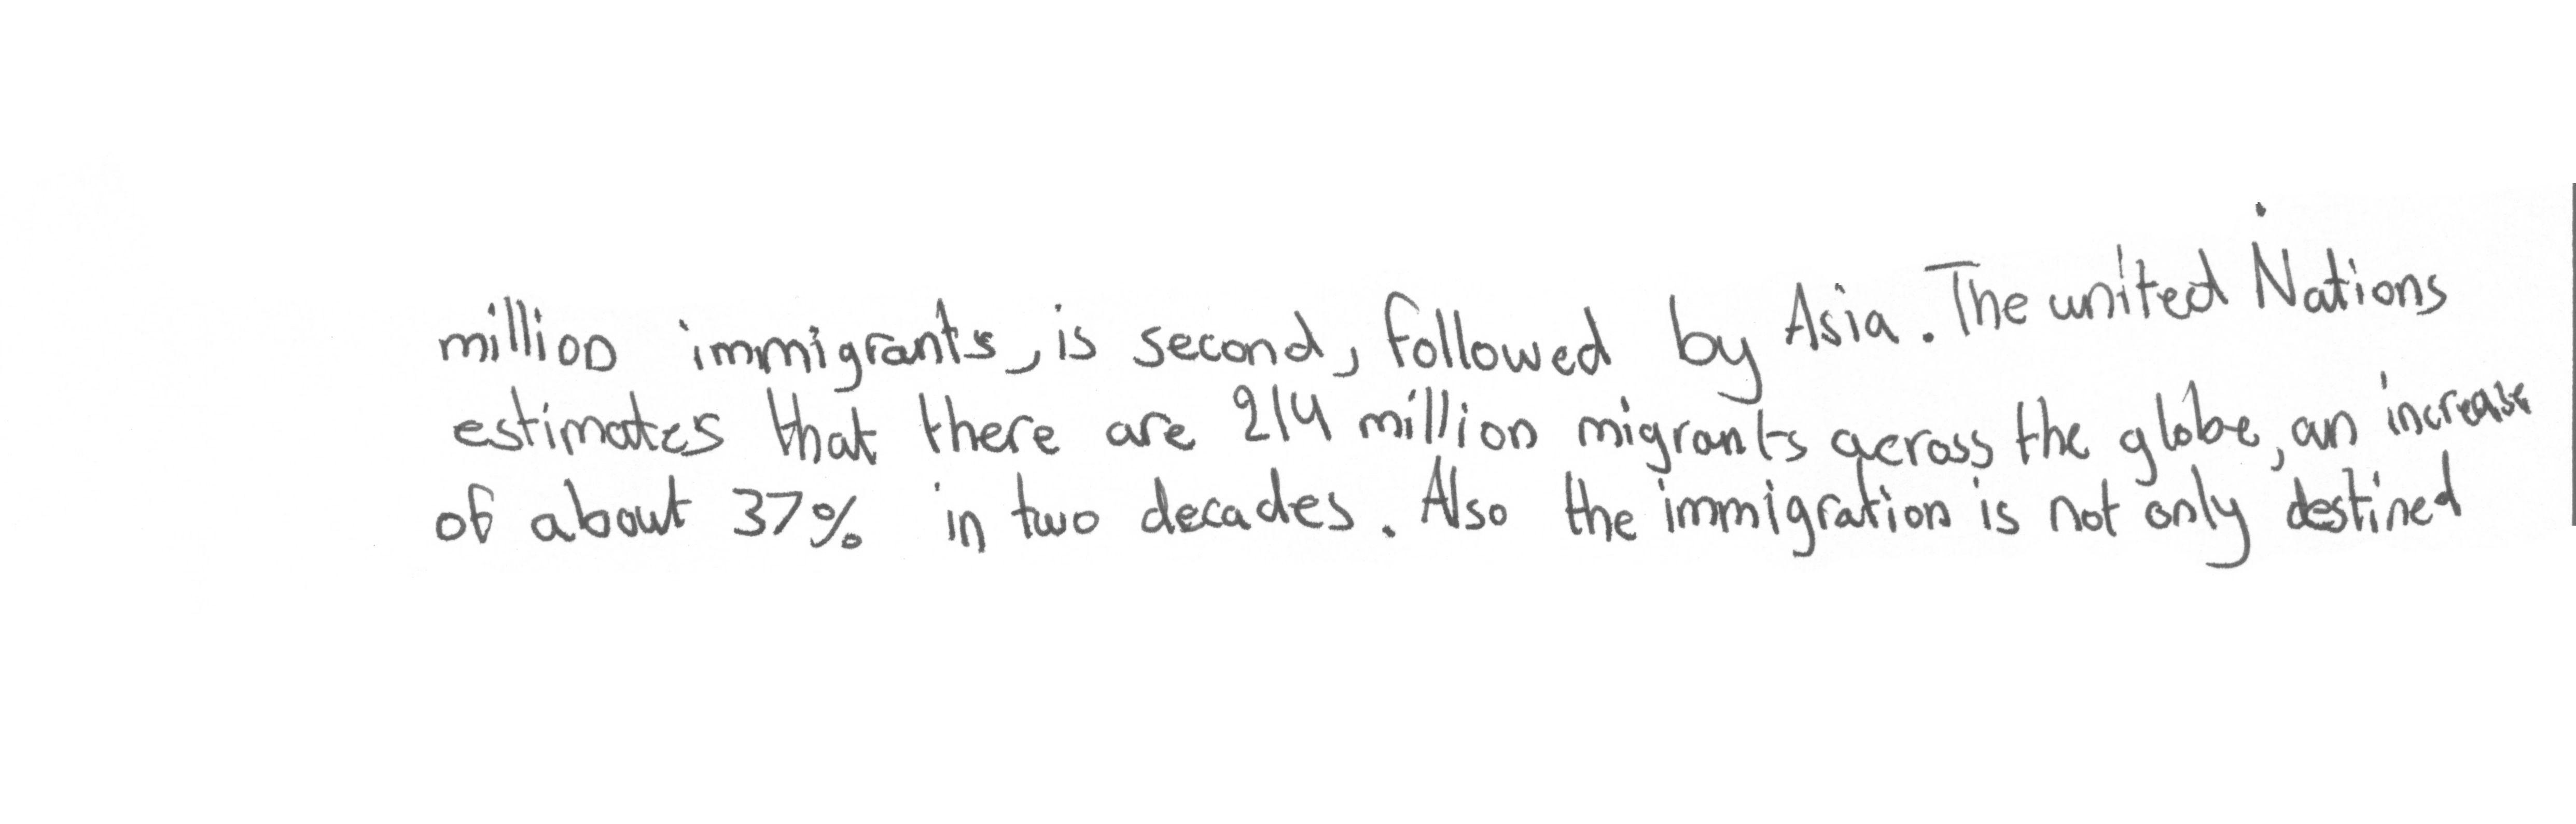 million immigrants, is second, followed by Asia. The united Nations
estimates that there are 214 million migrants across the globe, an increase
of about 37% in two decades. Also the immigration is not only destined